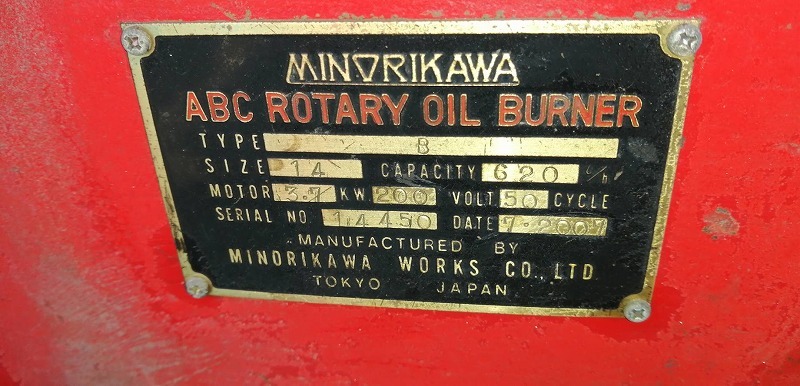 MINORIKAWA
ABC ROTARY OIL BURNER
TYPE B
SIZE 14 CAPACITY 620 L/h
MOTOR 3.7 KW 200 VOLT 50 CYCLE
SERIAL NO. 14450 DATE 7.2007
MANUFACTURED BY
MINORIKAWA WORKS CO., LTD
TOKYO JAPAN